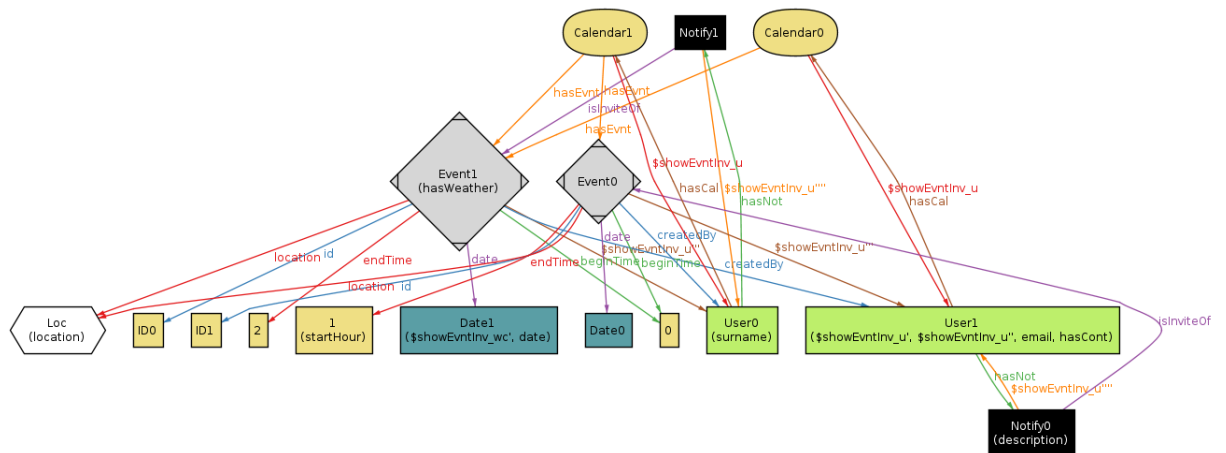 Calendar1
Notify1
Calendar0
hasEvnt
hasEvnt
isInviteOf
hasEvnt
Event1
(hasWeather)
Event0
$showEvntInv_u
hasCal
$showEvntInv_u''''
hasNot
$showEvntInv_u
hasCal
location
id
endTime
date
date
createdBy
$showEvntInv_u'''
$showEvntInv_u'''
location
id
endTime
beginTime
beginTime
createdBy
isInviteOf
Loc
(location)
ID0
ID1
2
1
(startHour)
Date1
($showEvntInv_wc', date)
Date0
0
User0
(surname)
User1
($showEvntInv_u', $showEvntInv_u'', email, hasCont)
hasNot
$showEvntInv_u''''
Notify0
(description)